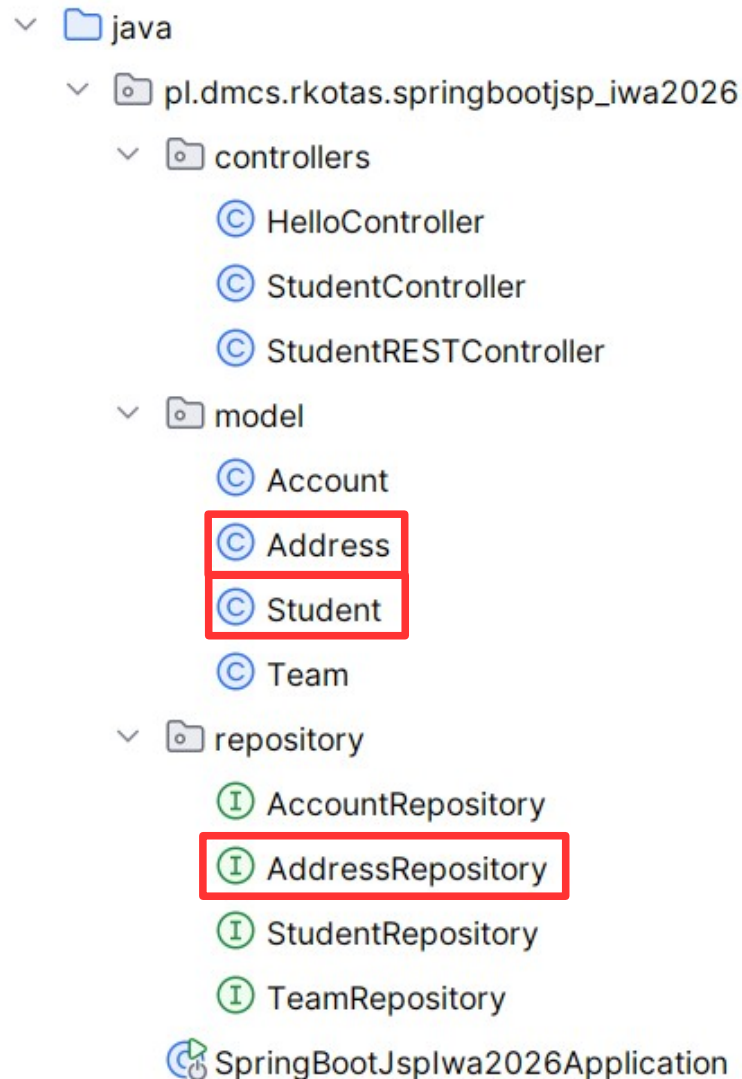 java
pl.dmcs.rkotas.springbootjsp_iwa2026
controllers
C HelloController
C StudentController
C StudentRESTController
model
C Account
C Address
C Student
C Team
repository
I AccountRepository
I AddressRepository
I StudentRepository
I TeamRepository
C SpringBootJspIwa2026Application